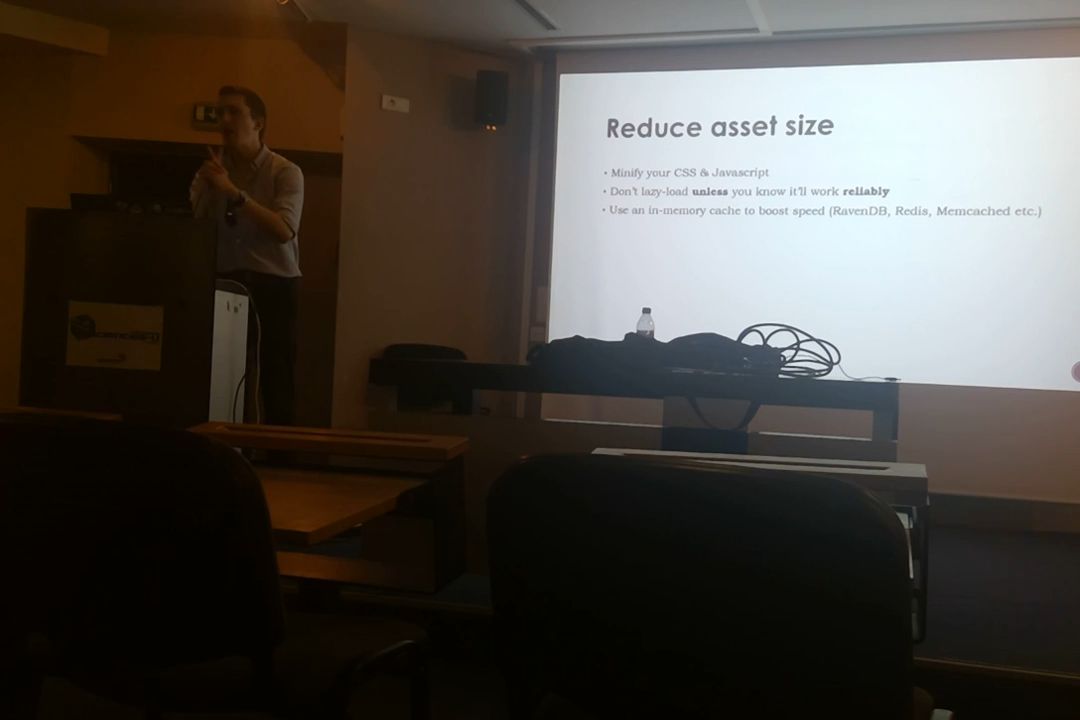 Reduce asset size
• Minify your CSS & Javascript
• Don't lazy-load unless you know it'll work reliably
• Use an in-memory cache to boost speed (RavenDB, Redis, Memcached etc.)